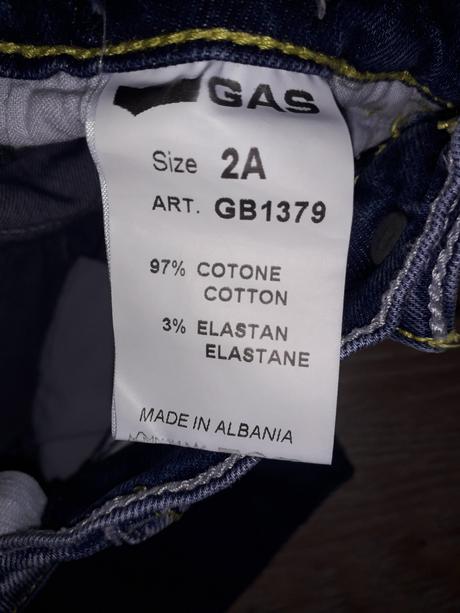 GAS
Size 2A
ART. GB1379
97% COTONE
COTTON
3% ELASTAN
ELASTANE
MADE IN ALBANIA